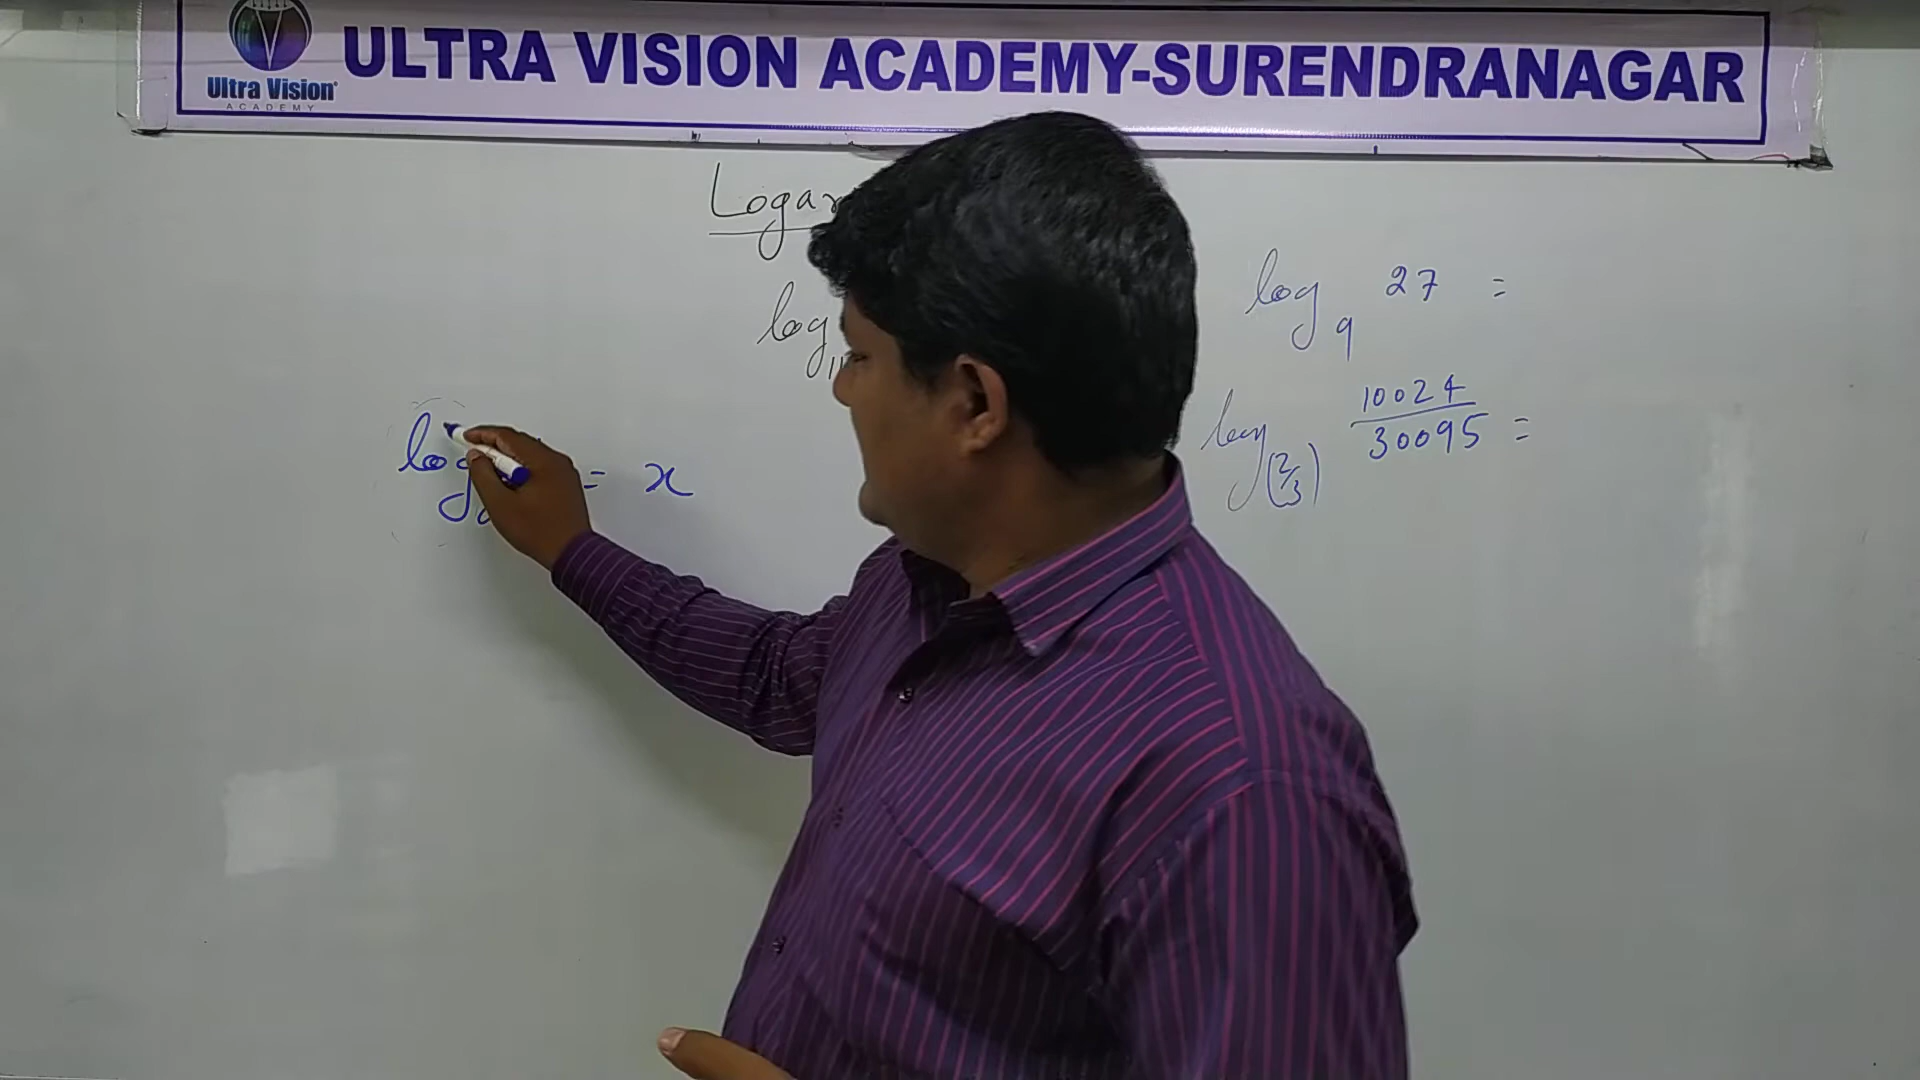 Ultra Vision
ACADEMY
ULTRA VISION ACADEMY-SURENDRANAGAR
log 9 27 =
log (2/3) 10024/30095 =
= x